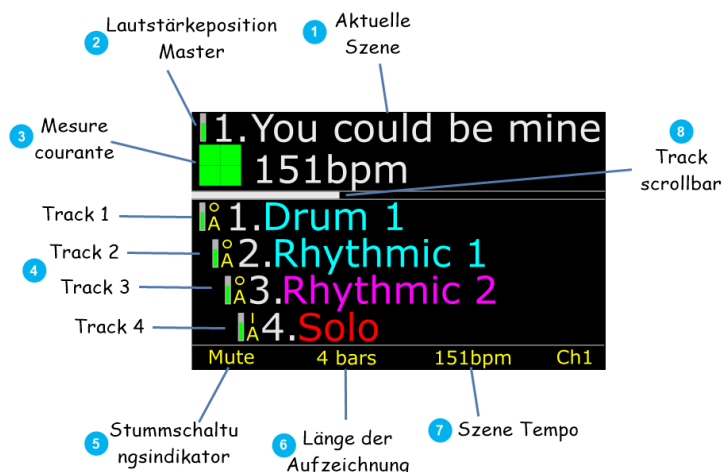 Lautstärkeposition
Master
2
1
Aktuelle
Szene
3
Mesure
courante
1.You could be mine
151bpm
8
Track
scrollbar
Track 1
O
A
1.Drum 1
Track 2
O
A
2.Rhythmic 1
4
Track 3
O
A
3.Rhythmic 2
Track 4
I
A
4.Solo
Mute
4 bars
151bpm
Ch1
5
Stummschaltu
ngsindikator
6
Länge der
Aufzeichnung
7
Szene Tempo